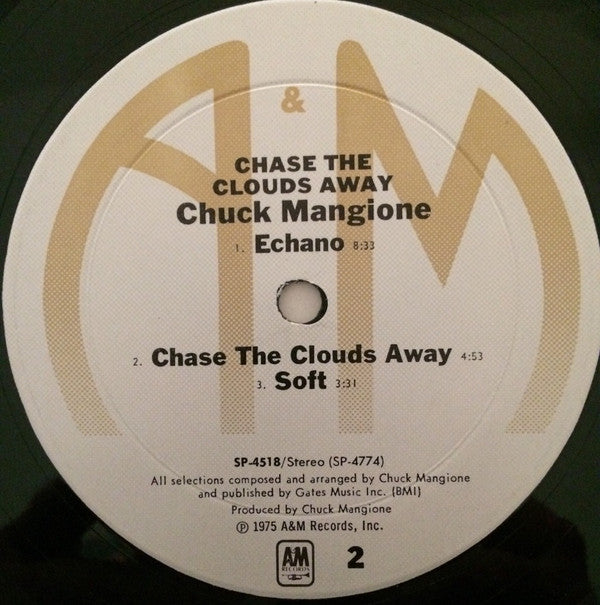 A&M
CHASE THE
CLOUDS AWAY
Chuck Mangione
1. Echano 8:33
2. Chase The Clouds Away 4:53
3. Soft 3:31
SP-4518/Stereo (SP-4774)
All selections composed and arranged by Chuck Mangione
and published by Gates Music Inc. (BMI)
Produced by Chuck Mangione
℗ 1975 A&M Records, Inc.
A&M
RECORDS
2